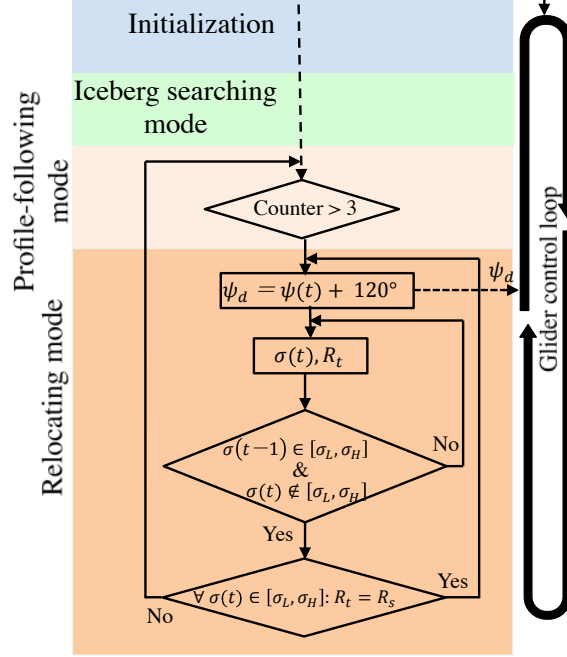 Initialization
Iceberg searching
mode
Profile-following
mode
Counter > 3
Relocating mode
ψ_d = ψ(t) + 120°
ψ_d
Glider control loop
σ(t), R_t
σ(t−1) ∈ [σ_L, σ_H]
&
σ(t) ∉ [σ_L, σ_H]
No
Yes
∀ σ(t) ∈ [σ_L, σ_H]: R_t = R_s
Yes
No